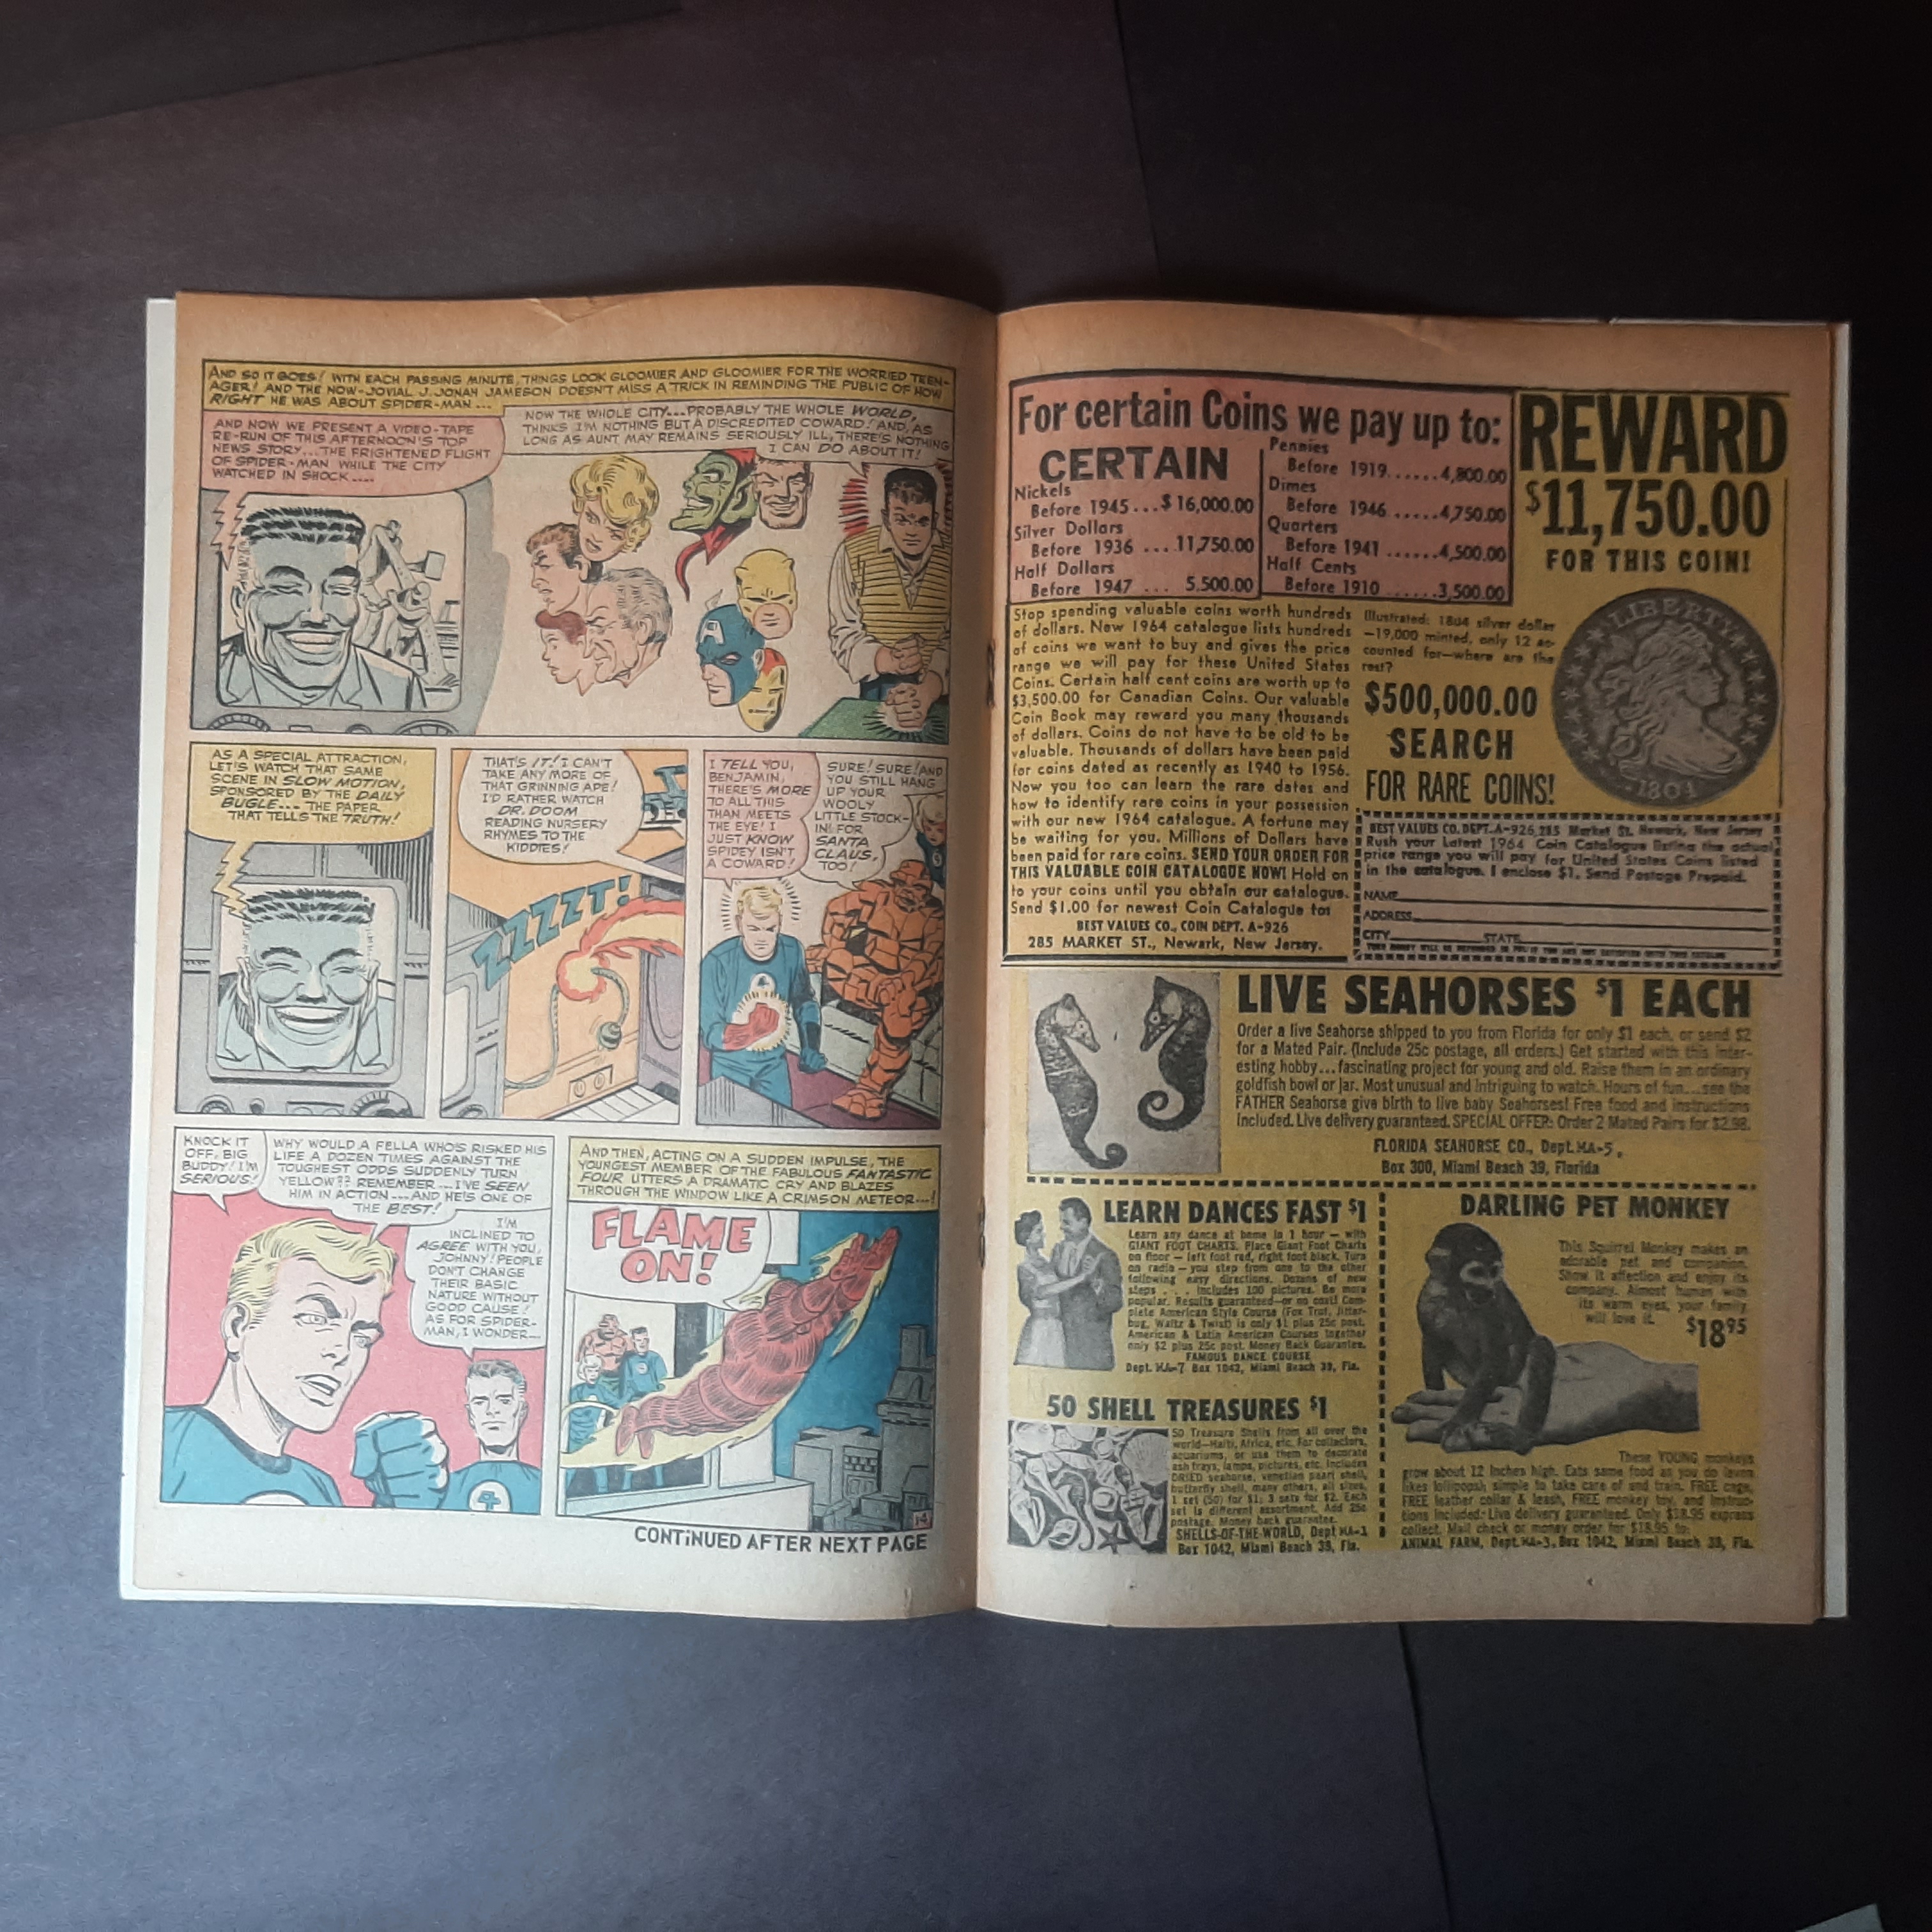 AND SO IT GOES! WITH EACH PASSING MINUTE, THINGS LOOK GLOOMIER AND GLOOMIER FOR THE WORRIED TEEN-
AGER! AND THE NOW-JOVIAL J. JONAH JAMESON DOESN'T MISS A TRICK IN REMINDING THE PUBLIC OF HOW
RIGHT HE WAS ABOUT SPIDER-MAN...
AND NOW WE PRESENT A VIDEO-TAPE
RE-RUN OF THIS AFTERNOON'S TOP
NEWS STORY... THE FRIGHTENED FLIGHT
OF SPIDER-MAN WHILE THE CITY
WATCHED IN SHOCK....
NOW THE WHOLE CITY... PROBABLY THE WHOLE WORLD,
THINKS I'M NOTHING BUT A DISCREDITED COWARD! AND, AS
LONG AS AUNT MAY REMAINS SERIOUSLY ILL, THERE'S NOTHING
I CAN DO ABOUT IT!
AS A SPECIAL ATTRACTION,
LET'S WATCH THAT SAME
SCENE IN SLOW MOTION,
SPONSORED BY THE DAILY
BUGLE... THE PAPER
THAT TELLS THE TRUTH!
THAT'S IT! I CAN'T
TAKE ANY MORE OF
THAT GRINNING APE!
I'D RATHER WATCH
DR. DOOM
READING NURSERY
RHYMES TO THE
KIDDIES!
ZZZZT!
I TELL YOU,
BENJAMIN,
THERE'S MORE
TO ALL THIS
THAN MEETS
THE EYE! I
JUST KNOW
SPIDEY ISN'T
A COWARD!
SURE! SURE! AND
YOU STILL HANG
UP YOUR
WOOLY
LITTLE STOCK-
IN! FOR
SANTA
CLAUS,
TOO!
KNOCK IT
OFF, BIG
BUDDY! I'M
SERIOUS!
WHY WOULD A FELLA WHO'S RISKED HIS
LIFE A DOZEN TIMES AGAINST THE
TOUGHEST ODDS SUDDENLY TURN
YELLOW?? REMEMBER... I'VE SEEN
HIM IN ACTION... AND HE'S ONE OF
THE BEST!
I'M
INCLINED TO
AGREE WITH YOU,
JOHNNY! PEOPLE
DON'T CHANGE
THEIR BASIC
NATURE WITHOUT
GOOD CAUSE!
AS FOR SPIDER-
MAN, I WONDER...
4
AND THEN, ACTING ON A SUDDEN IMPULSE, THE
YOUNGEST MEMBER OF THE FABULOUS FANTASTIC
FOUR UTTERS A DRAMATIC CRY AND BLAZES
THROUGH THE WINDOW LIKE A CRIMSON METEOR...!
FLAME
ON!
14
CONTINUED AFTER NEXT PAGE
For certain Coins we pay up to:
CERTAIN
Nickels
Before 1945...$16,000.00
Silver Dollars
Before 1936 ...11,750.00
Half Dollars
Before 1947 ... 5.500.00
Pennies
Before 1919......4,800.00
Dimes
Before 1946......4,750.00
Quarters
Before 1941......4,500.00
Half Cents
Before 1910......3,500.00
REWARD
$11,750.00
FOR THIS COIN!
Stop spending valuable coins worth hundreds
of dollars. New 1964 catalogue lists hundreds
of coins we want to buy and gives the price
range we will pay for these United States
Coins. Certain half cent coins are worth up to
$3,500.00 for Canadian Coins. Our valuable
Coin Book may reward you many thousands
of dollars. Coins do not have to be old to be
valuable. Thousands of dollars have been paid
for coins dated as recently as 1940 to 1956.
Now you too can learn the rare dates and
how to identify rare coins in your possession
with our new 1964 catalogue. A fortune may
be waiting for you. Millions of Dollars have
been paid for rare coins. SEND YOUR ORDER FOR
THIS VALUABLE COIN CATALOGUE NOW! Hold on
to your coins until you obtain our catalogue.
Send $1.00 for newest Coin Catalogue to:
BEST VALUES CO., COIN DEPT. A-926
285 MARKET ST., Newark, New Jersey.
Illustrated: 1804 silver dollar
—19,000 minted, only 12 ac-
counted for—where are the
rest?
$500,000.00
SEARCH
FOR RARE COINS!
LIBERTY
1804
BEST VALUES CO. DEPT. A-926, 285 Market St. Newark, New Jersey
Rush your Latest 1964 Coin Catalogue listing the actual
price range you will pay for United States Coins listed
in the catalogue. I enclose $1. Send Postage Prepaid.
NAME
ADDRESS
CITY STATE
LIVE SEAHORSES $1 EACH
Order a live Seahorse shipped to you from Florida for only $1 each, or send $2
for a Mated Pair. (Include 25c postage, all orders.) Get started with this inter-
esting hobby...fascinating project for young and old. Raise them in an ordinary
goldfish bowl or jar. Most unusual and intriguing to watch. Hours of fun...see the
FATHER Seahorse give birth to live baby Seahorses! Free food and instructions
included. Live delivery guaranteed. SPECIAL OFFER: Order 2 Mated Pairs for $2.98.
FLORIDA SEAHORSE CO., Dept. MA-5,
Box 300, Miami Beach 39, Florida
LEARN DANCES FAST $1
Learn any dance at home in 1 hour — with
GIANT FOOT CHARTS. Place Giant Foot Charts
on floor — left foot red, right foot black. Turn
on radio — you step from one to the other
following easy directions. Dozens of new
steps . . . includes 100 pictures. Be more
popular. Results guaranteed—or no cost! Com-
plete American Style Course (Fox Trot, Jitter-
bug, Waltz & Twist) is only $1 plus 25c post.
American & Latin American Courses together
only $2 plus 25c post. Money Back Guarantee.
FAMOUS DANCE COURSE
Dept. MA-7 Box 1043, Miami Beach 39, Fla.
50 SHELL TREASURES $1
50 Treasure Shells from all over the
world—Haiti, Africa, etc. For collectors,
aquariums, or use them to decorate
ash trays, lamps, pictures, etc. Includes
DRIED seahorse, venetian pearl shell,
butterfly shell, many others, all sizes.
1 set (50) for $1; 3 sets for $2. Each
set is different assortment. Add 25c
postage. Money back guarantee.
SHELLS-OF-THE-WORLD, Dept MA-1
Box 1042, Miami Beach 39, Fla.
DARLING PET MONKEY
This Squirrel Monkey makes an
adorable pet and companion.
Show it affection and enjoy its
company. Almost human with
its warm eyes, your family
will love it.
$18.95
These YOUNG monkeys
grow about 12 inches high. Eats same food as you do (even
likes lollipops); simple to take care of and train. FREE cage,
FREE leather collar & leash, FREE monkey toy, and instruc-
tions included. Live delivery guaranteed. Only $18.95 express
collect. Mail check or money order for $18.95 to:
ANIMAL FARM, Dept. MA-3, Box 1042, Miami Beach 39, Fla.